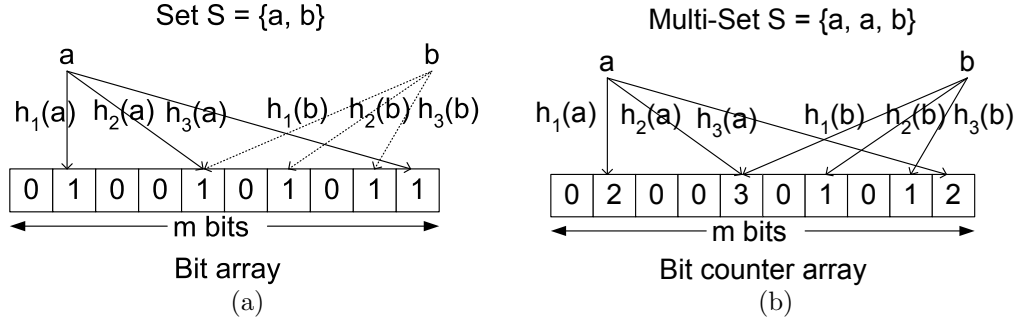 Set S = {a, b}
a
b
h1(a)
h2(a)
h3(a)
h1(b)
h2(b)
h3(b)
0 1 0 0 1 0 1 0 1 1
m bits
Bit array
(a)
Multi-Set S = {a, a, b}
a
b
h1(a)
h2(a)
h3(a)
h1(b)
h2(b)
h3(b)
0 2 0 0 3 0 1 0 1 2
m bits
Bit counter array
(b)